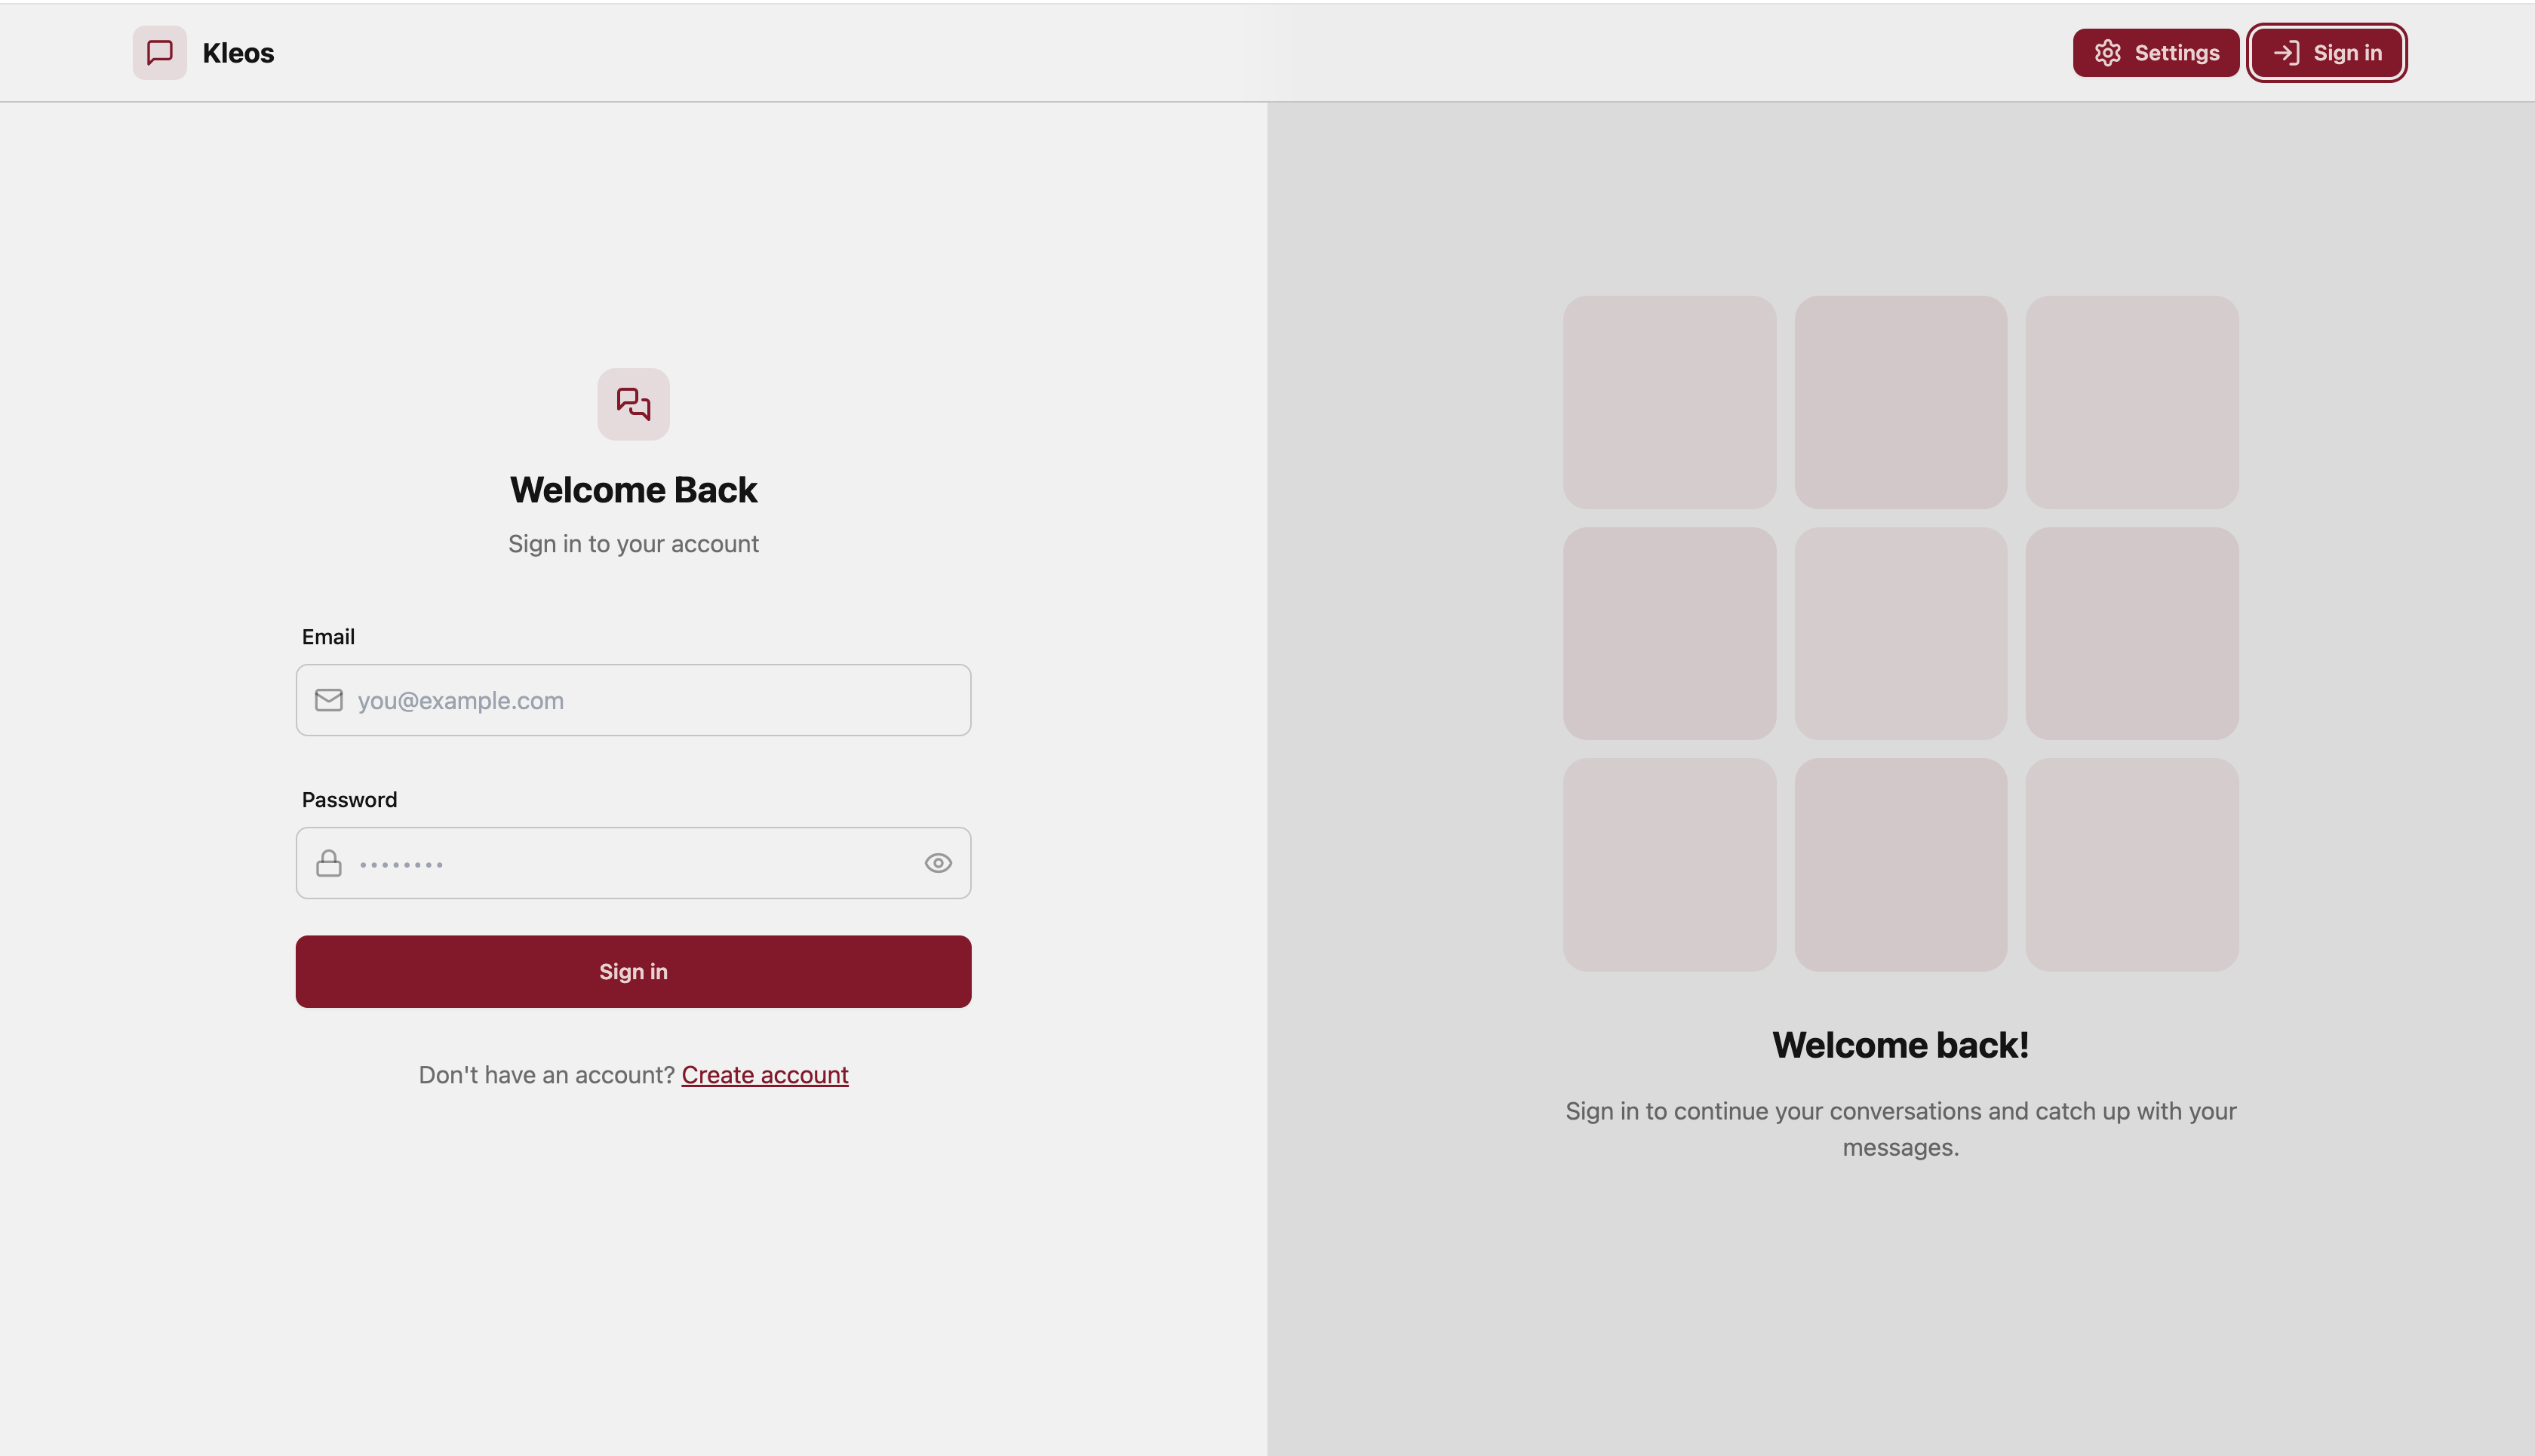 Kleos
Settings
Sign in
Welcome Back
Sign in to your account
Email
you@example.com
Password
••••••••
Sign in
Don't have an account? Create account
Welcome back!
Sign in to continue your conversations and catch up with your
messages.